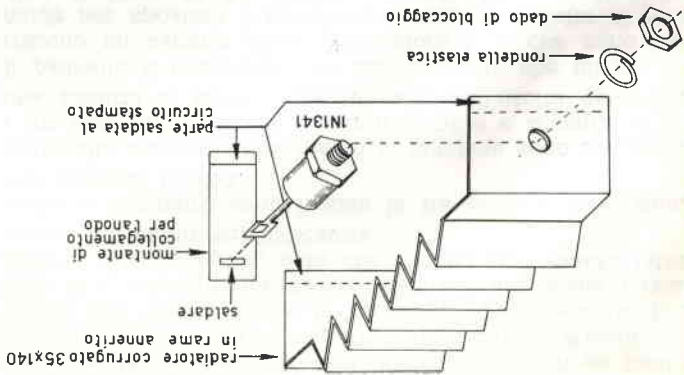 radiatore corrugato 35x140
in rame annerito
saldare
montante di
collegamento
per l'anodo
parte saldata al
circuito stampato
1N1341
rondella elastica
dado di bloccaggio